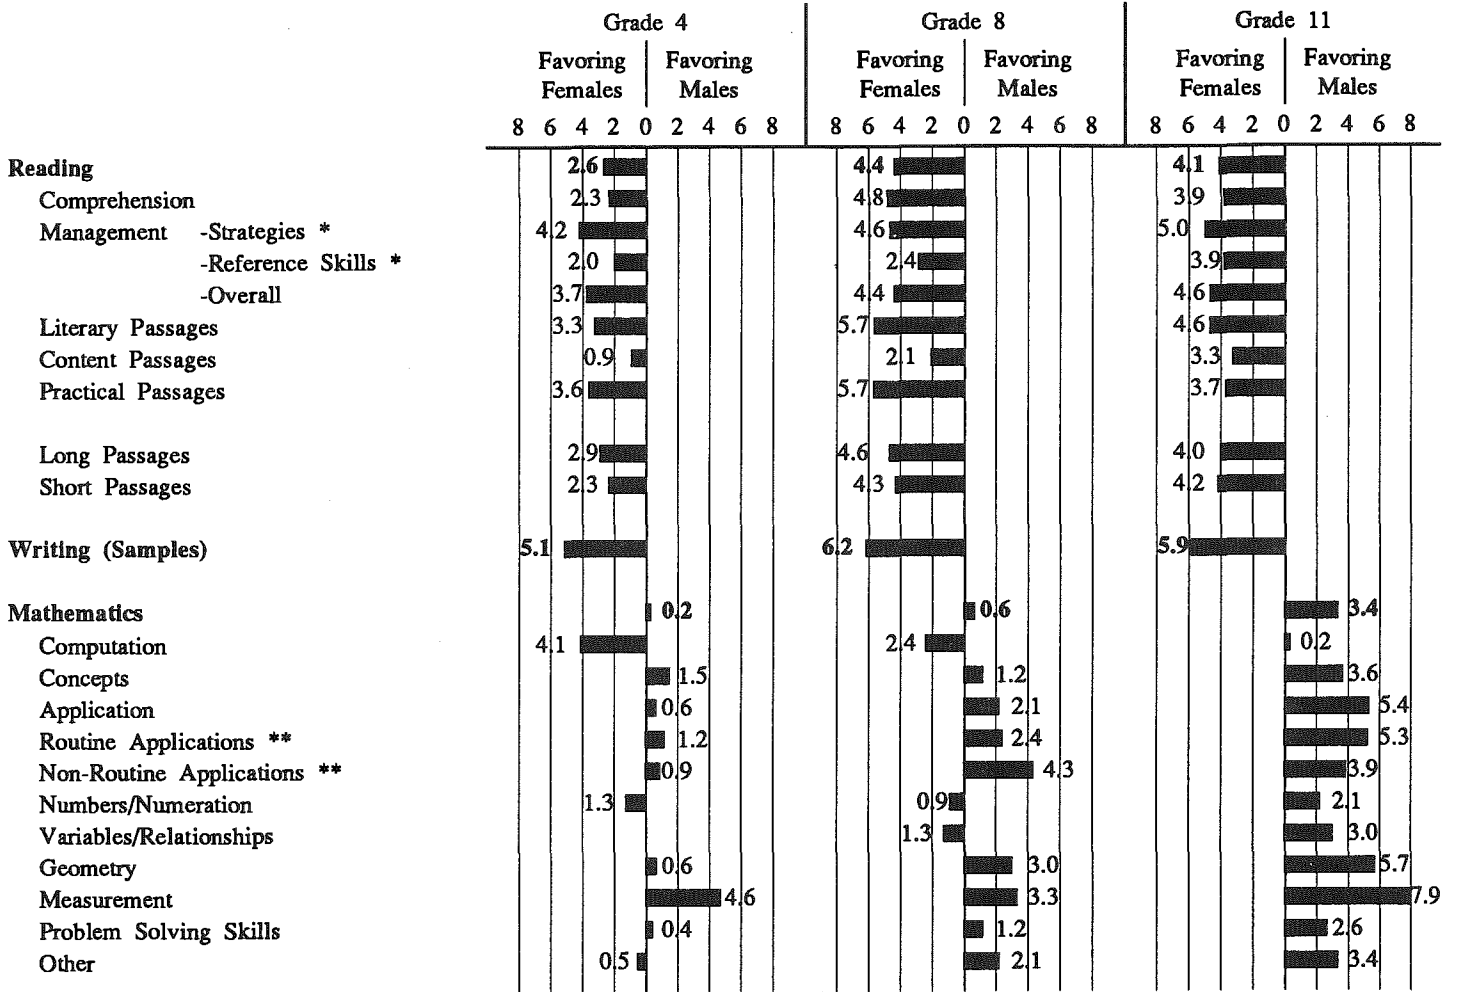 Grade 4 Grade 8 Grade 11
Favoring Favoring Favoring Favoring Favoring Favoring
Females Males Females Males Females Males
8 6 4 2 0 2 4 6 8 8 6 4 2 0 2 4 6 8 8 6 4 2 0 2 4 6 8
Reading 2.6 4.4 4.1
Comprehension 2.3 4.8 3.9
Management -Strategies * 4.2 4.6 5.0
-Reference Skills * 2.0 2.4 3.9
-Overall 3.7 4.4 4.6
Literary Passages 3.3 5.7 4.6
Content Passages 0.9 2.1 3.3
Practical Passages 3.6 5.7 3.7
Long Passages 2.9 4.6 4.0
Short Passages 2.3 4.3 4.2
Writing (Samples) 5.1 6.2 5.9
Mathematics 0.2 0.6 3.4
Computation 4.1 2.4 0.2
Concepts 1.5 1.2 3.6
Application 0.6 2.1 5.4
Routine Applications ** 1.2 2.4 5.3
Non-Routine Applications ** 0.9 4.3 3.9
Numbers/Numeration 1.3 0.9 2.1
Variables/Relationships 1.3 3.0
Geometry 0.6 3.0 5.7
Measurement 4.6 3.3 7.9
Problem Solving Skills 0.4 1.2 2.6
Other 0.5 2.1 3.4